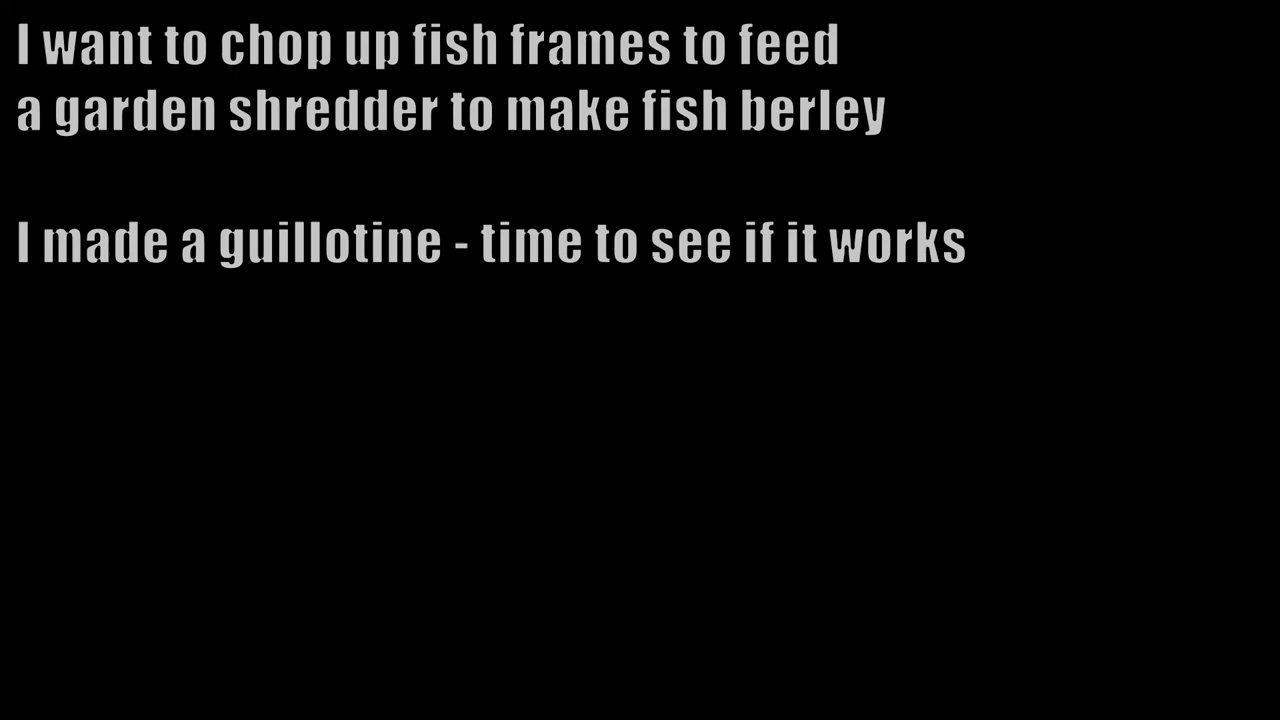 I want to chop up fish frames to feed
a garden shredder to make fish berley
I made a guillotine - time to see if it works